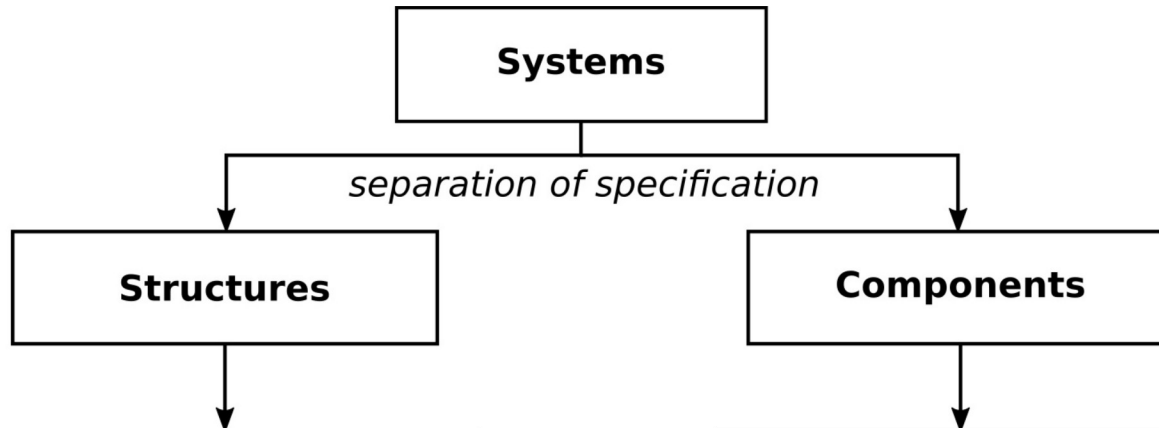 Systems
separation of specification
Structures
Components